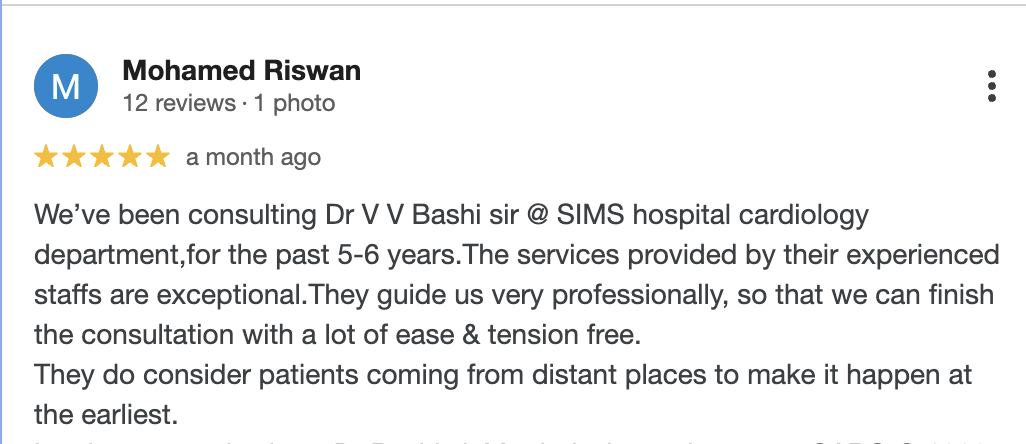 M
Mohamed Riswan
12 reviews · 1 photo
a month ago
We’ve been consulting Dr V V Bashi sir @ SIMS hospital cardiology
department,for the past 5-6 years.The services provided by their experienced
staffs are exceptional.They guide us very professionally, so that we can finish
the consultation with a lot of ease & tension free.
They do consider patients coming from distant places to make it happen at
the earliest.